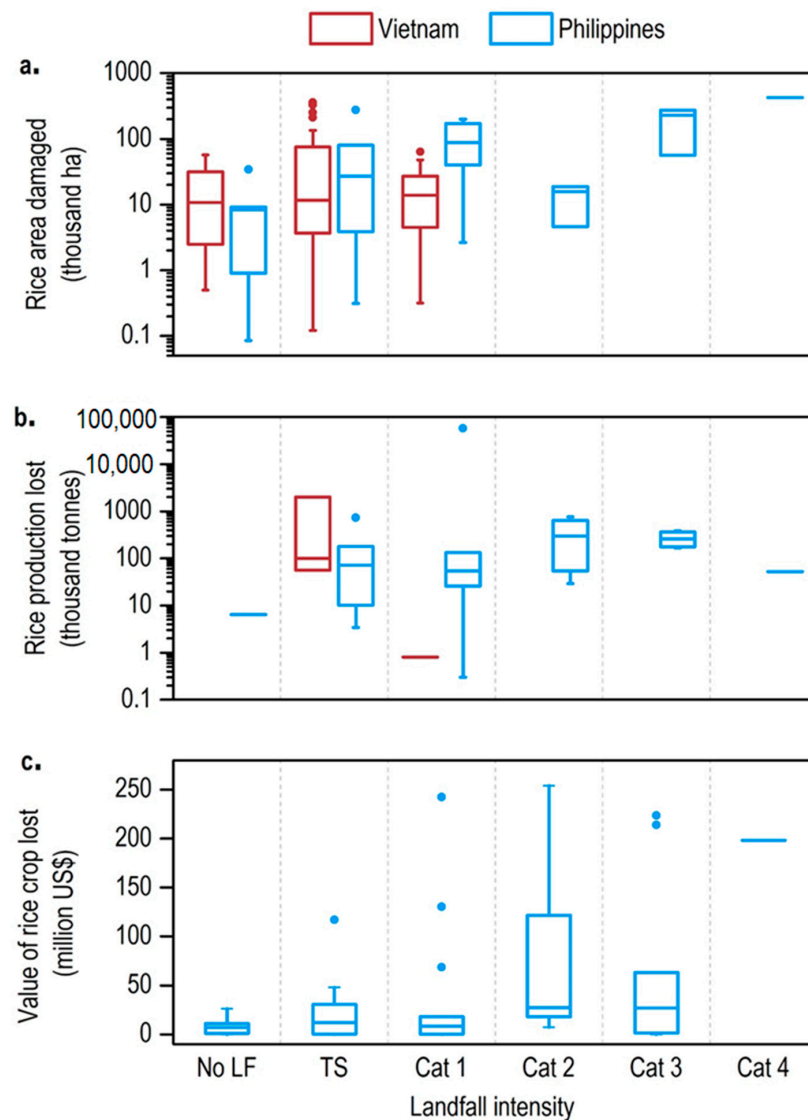 Vietnam
Philippines
a.
Rice area damaged
(thousand ha)
1000
100
10
1
0.1
b.
Rice production lost
(thousand tonnes)
100,000
10,000
1000
100
10
1
0.1
c.
Value of rice crop lost
(million US$)
250
200
150
100
50
0
No LF
TS
Cat 1
Cat 2
Cat 3
Cat 4
Landfall intensity